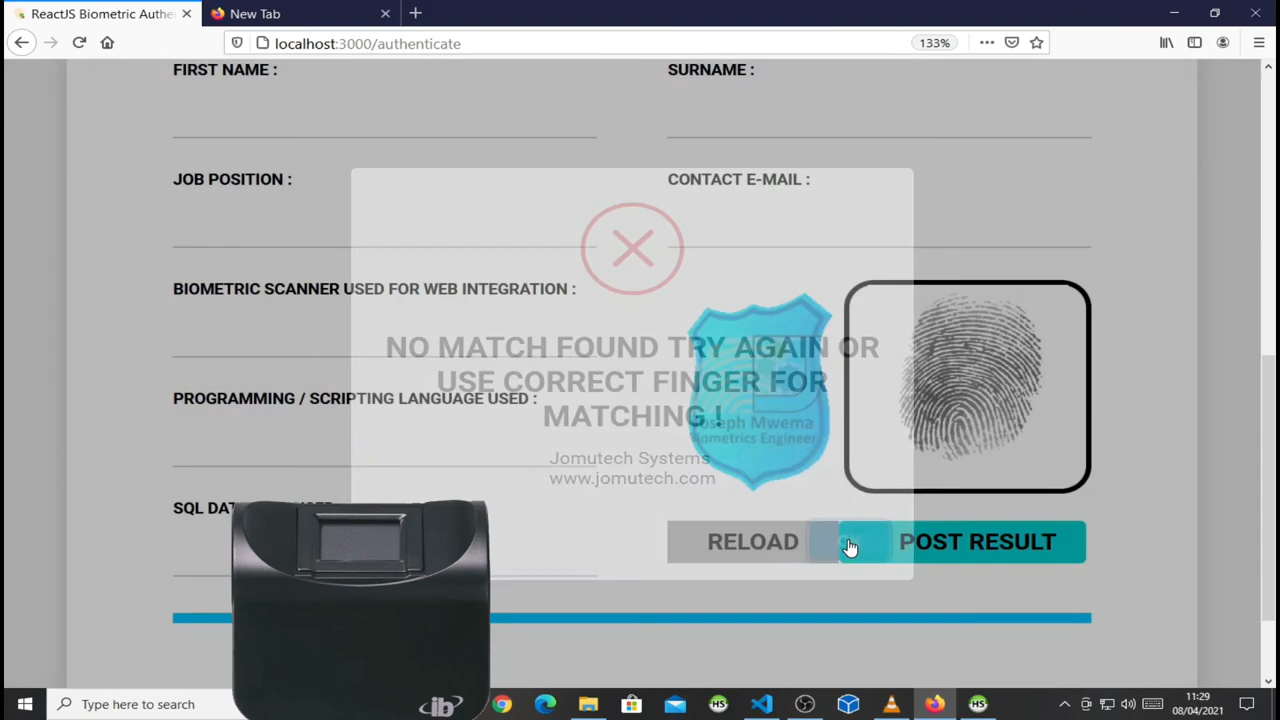 ReactJS Biometric Authe
New Tab
localhost:3000/authenticate
133%
FIRST NAME :
SURNAME :
JOB POSITION :
CONTACT E-MAIL :
BIOMETRIC SCANNER USED FOR WEB INTEGRATION :
NO MATCH FOUND TRY AGAIN OR
USE CORRECT FINGER FOR
MATCHING !
PROGRAMMING / SCRIPTING LANGUAGE USED :
Joseph Mwema
Biometrics Engineer
Jomutech Systems
www.jomutech.com
SQL DAT
RELOAD
POST RESULT
ib
Type here to search
HS
HS
11:29
08/04/2021